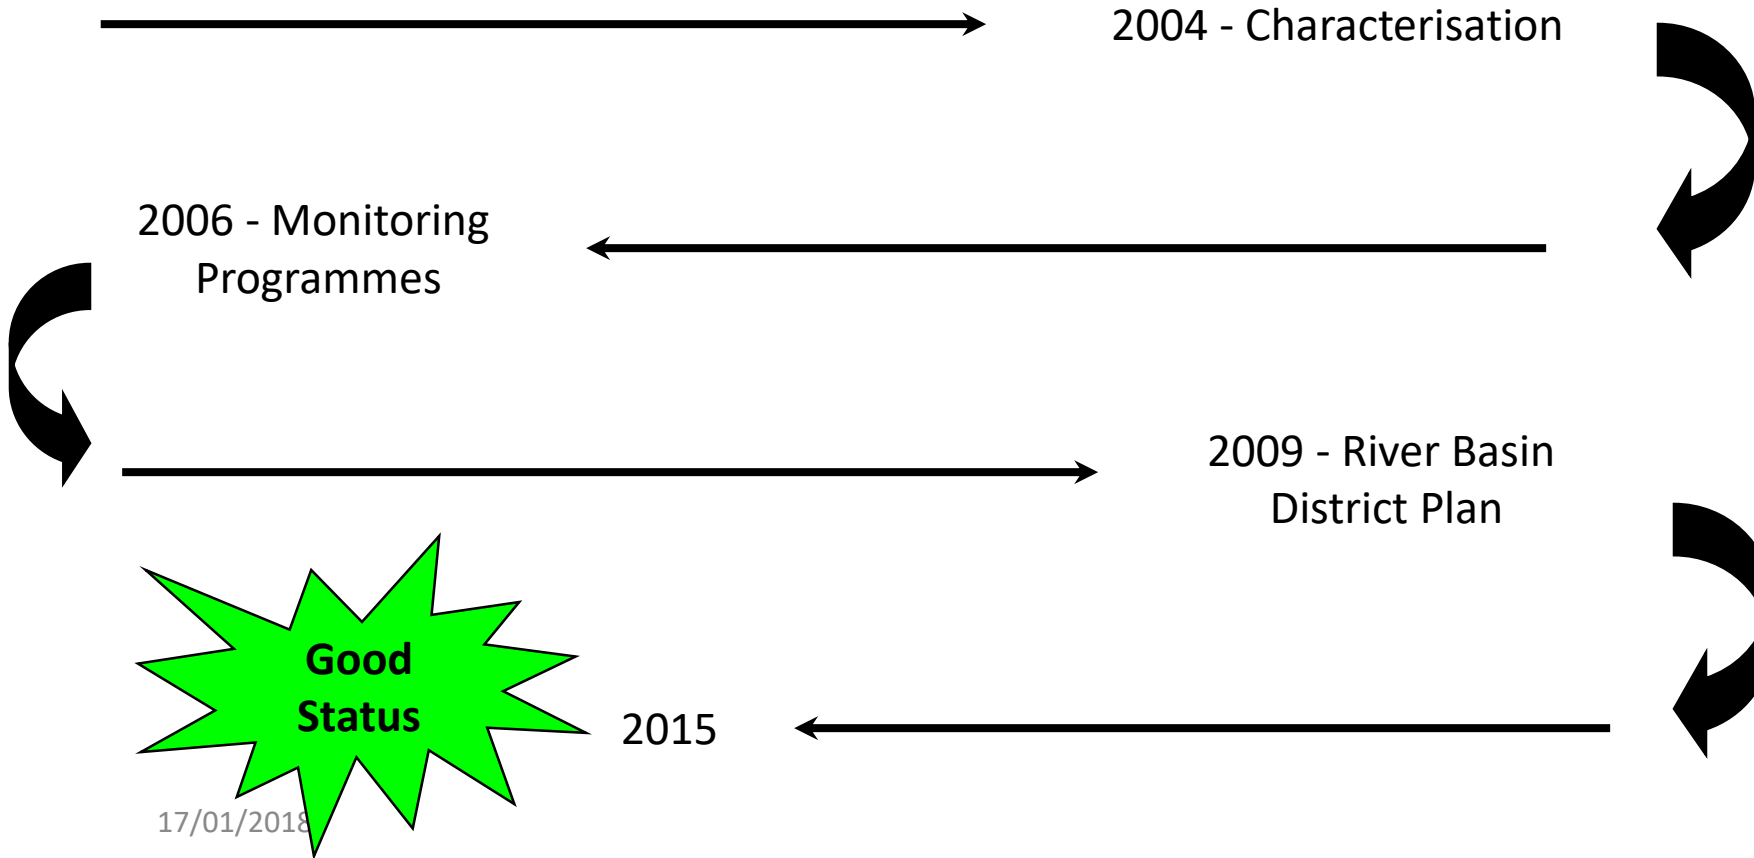 2004 - Characterisation
2006 - Monitoring
Programmes
2009 - River Basin
District Plan
Good
Status
2015
17/01/2018